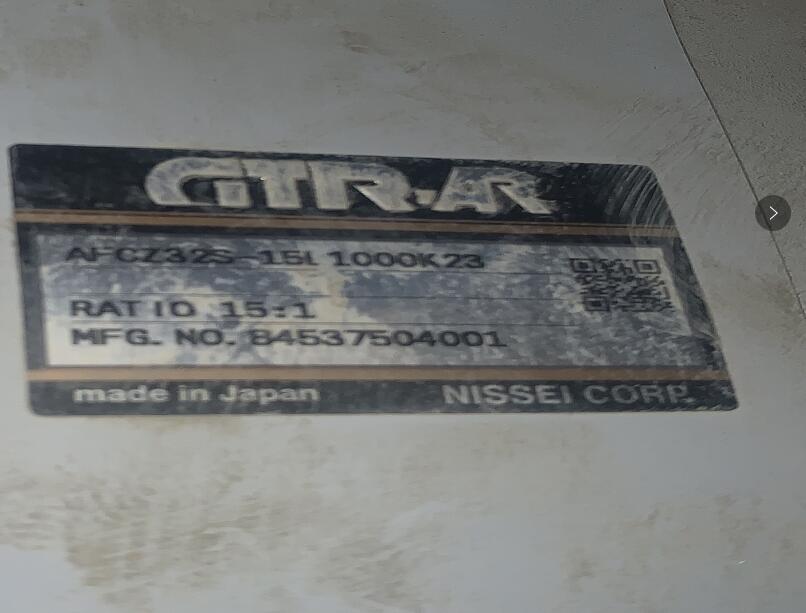 GTR-AR
AFCZ32S-15L1000K23
RATIO 15:1
MFG. NO. 84537504001
made in Japan
NISSEI CORP.